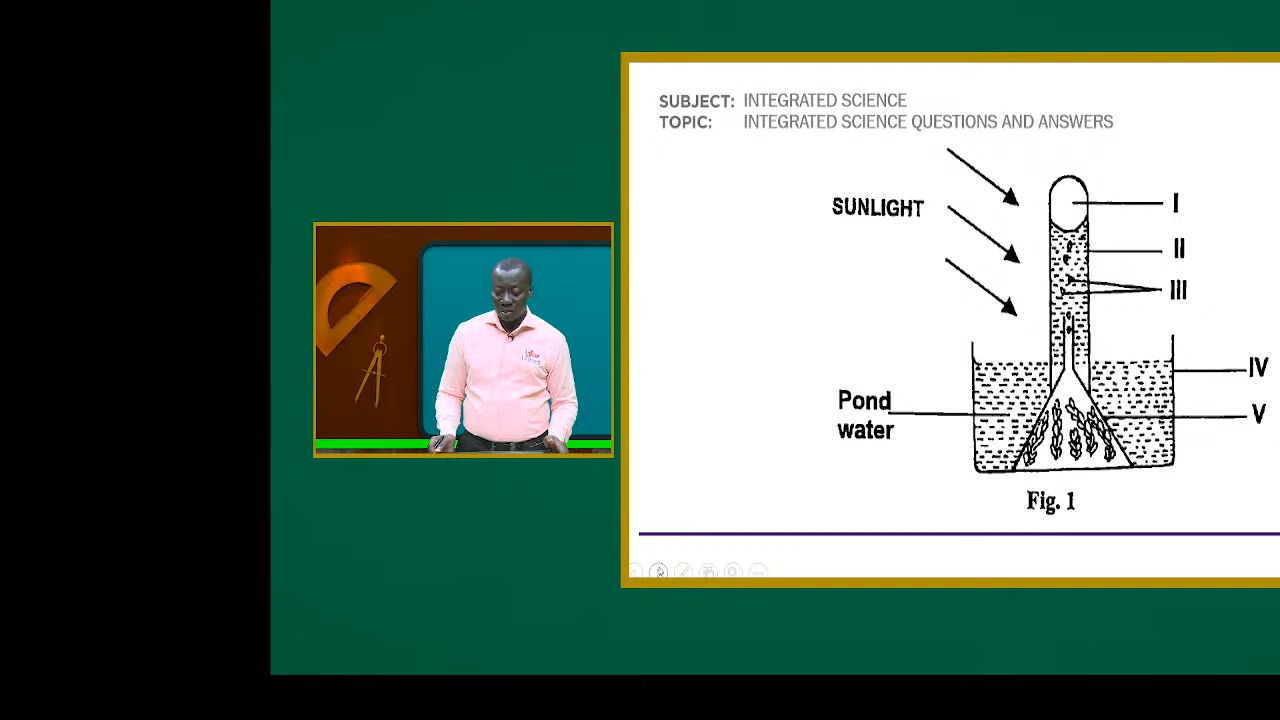 SUBJECT: INTEGRATED SCIENCE
TOPIC: INTEGRATED SCIENCE QUESTIONS AND ANSWERS
SUNLIGHT
I
II
III
IV
Pond
water
V
Fig. 1